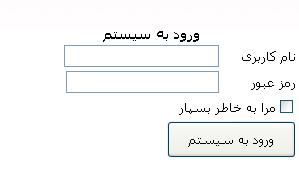 ورود به سیستم
نام کاربری
رمز عبور
مرا به خاطر بسپار
ورود به سیستم